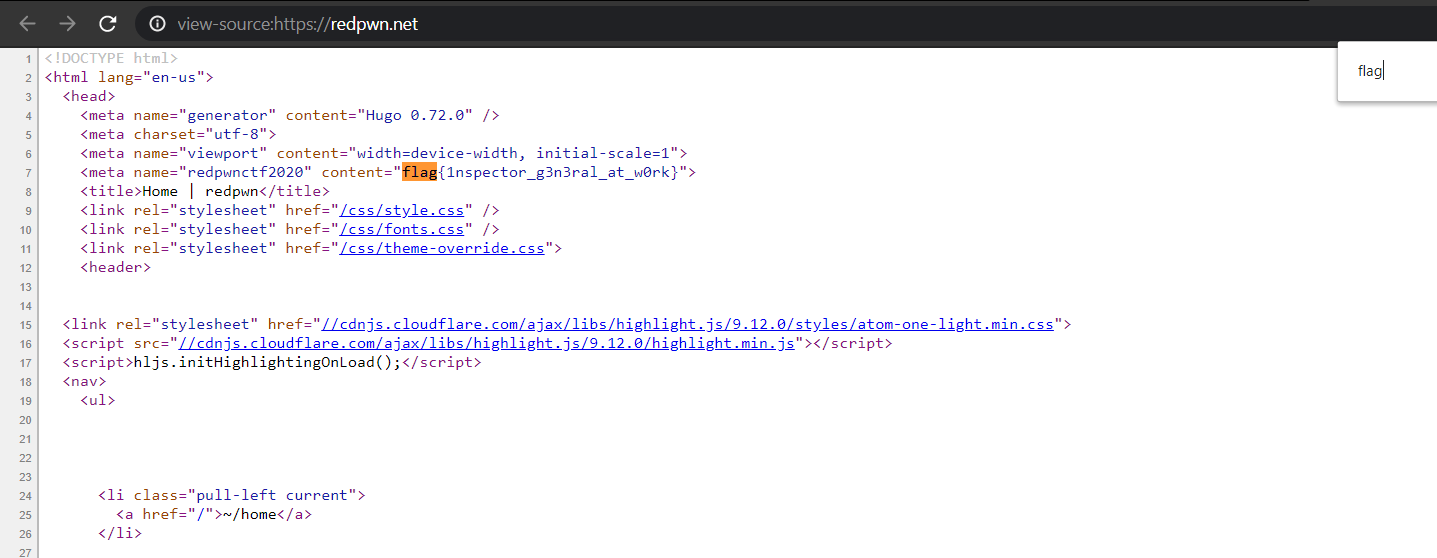 view-source:https://redpwn.net
flag
1 <!DOCTYPE html>
2 <html lang="en-us">
3 <head>
4 <meta name="generator" content="Hugo 0.72.0" />
5 <meta charset="utf-8">
6 <meta name="viewport" content="width=device-width, initial-scale=1">
7 <meta name="redpwnctf2020" content="flag{1nspector_g3n3ral_at_w0rk}">
8 <title>Home | redpwn</title>
9 <link rel="stylesheet" href="/css/style.css" />
10 <link rel="stylesheet" href="/css/fonts.css" />
11 <link rel="stylesheet" href="/css/theme-override.css">
12 <header>
13
14
15 <link rel="stylesheet" href="//cdnjs.cloudflare.com/ajax/libs/highlight.js/9.12.0/styles/atom-one-light.min.css">
16 <script src="//cdnjs.cloudflare.com/ajax/libs/highlight.js/9.12.0/highlight.min.js"></script>
17 <script>hljs.initHighlightingOnLoad();</script>
18 <nav>
19 <ul>
20
21
22
23
24 <li class="pull-left current">
25 <a href="/">~/home</a>
26 </li>
27